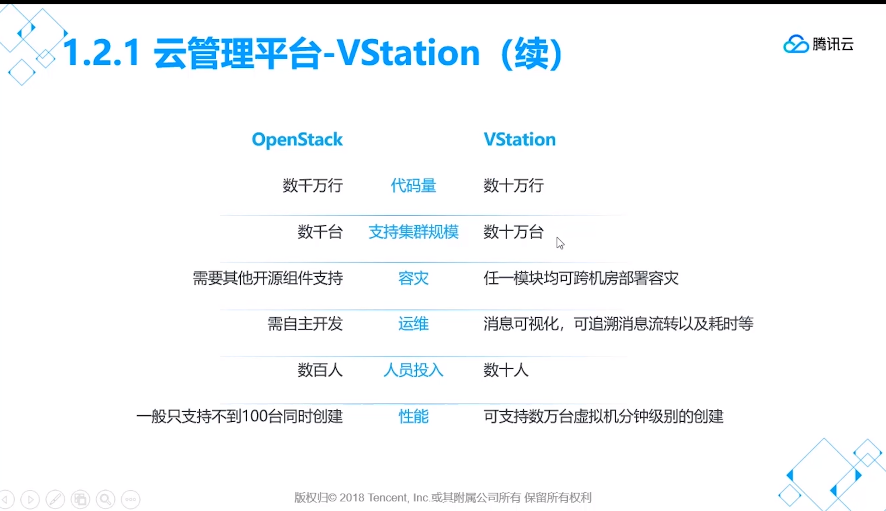 1.2.1 云管理平台-VStation（续）
腾讯云
OpenStack VStation
数千万行 代码量 数十万行
数千台 支持集群规模 数十万台
需要其他开源组件支持 容灾 任一模块均可跨机房部署容灾
需自主开发 运维 消息可视化，可追溯消息流转以及耗时等
数百人 人员投入 数十人
一般只支持不到100台同时创建 性能 可支持数万台虚拟机分钟级别的创建
版权归© 2018 Tencent, Inc.或其附属公司所有 保留所有权利